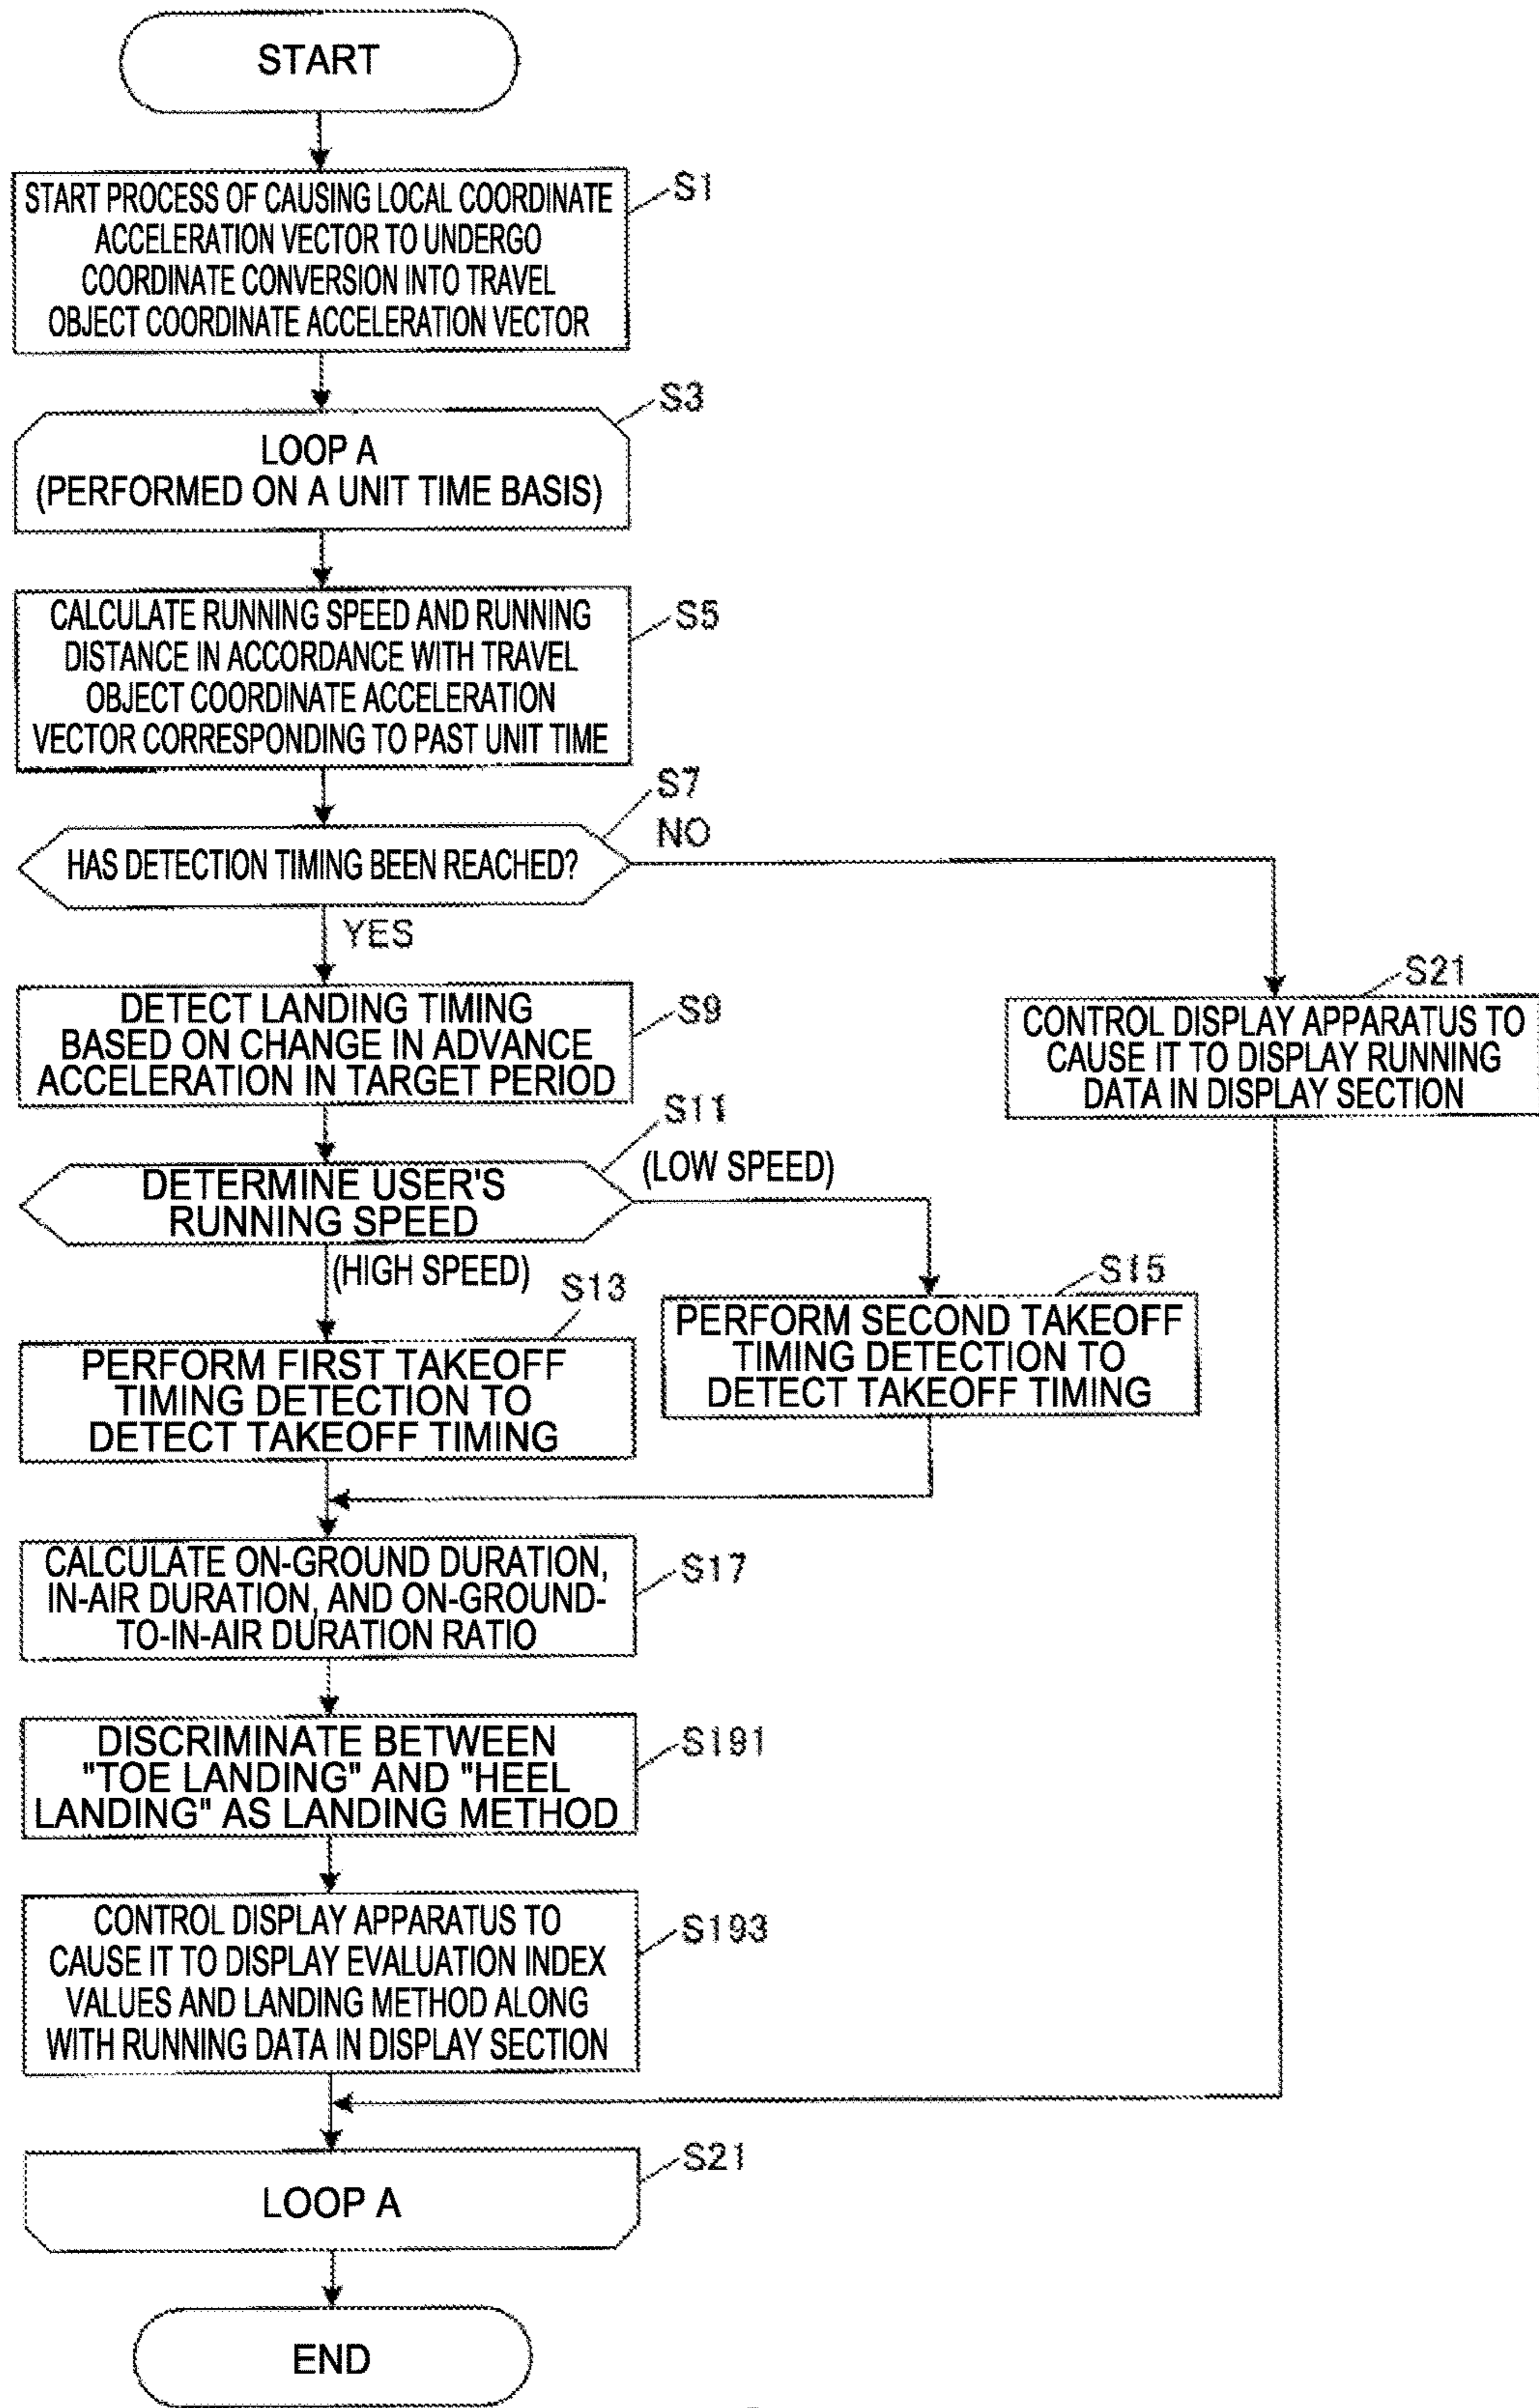 START
S1
START PROCESS OF CAUSING LOCAL COORDINATE
ACCELERATION VECTOR TO UNDERGO
COORDINATE CONVERSION INTO TRAVEL
OBJECT COORDINATE ACCELERATION VECTOR
S3
LOOP A
(PERFORMED ON A UNIT TIME BASIS)
S5
CALCULATE RUNNING SPEED AND RUNNING
DISTANCE IN ACCORDANCE WITH TRAVEL
OBJECT COORDINATE ACCELERATION
VECTOR CORRESPONDING TO PAST UNIT TIME
S7
NO
HAS DETECTION TIMING BEEN REACHED?
YES
S9
DETECT LANDING TIMING
BASED ON CHANGE IN ADVANCE
ACCELERATION IN TARGET PERIOD
S21
CONTROL DISPLAY APPARATUS TO
CAUSE IT TO DISPLAY RUNNING
DATA IN DISPLAY SECTION
S11
(LOW SPEED)
DETERMINE USER'S
RUNNING SPEED
(HIGH SPEED)
S13
PERFORM FIRST TAKEOFF
TIMING DETECTION TO
DETECT TAKEOFF TIMING
S15
PERFORM SECOND TAKEOFF
TIMING DETECTION TO
DETECT TAKEOFF TIMING
S17
CALCULATE ON-GROUND DURATION,
IN-AIR DURATION, AND ON-GROUND-
TO-IN-AIR DURATION RATIO
S191
DISCRIMINATE BETWEEN
"TOE LANDING" AND "HEEL
LANDING" AS LANDING METHOD
S193
CONTROL DISPLAY APPARATUS TO
CAUSE IT TO DISPLAY EVALUATION INDEX
VALUES AND LANDING METHOD ALONG
WITH RUNNING DATA IN DISPLAY SECTION
S21
LOOP A
END